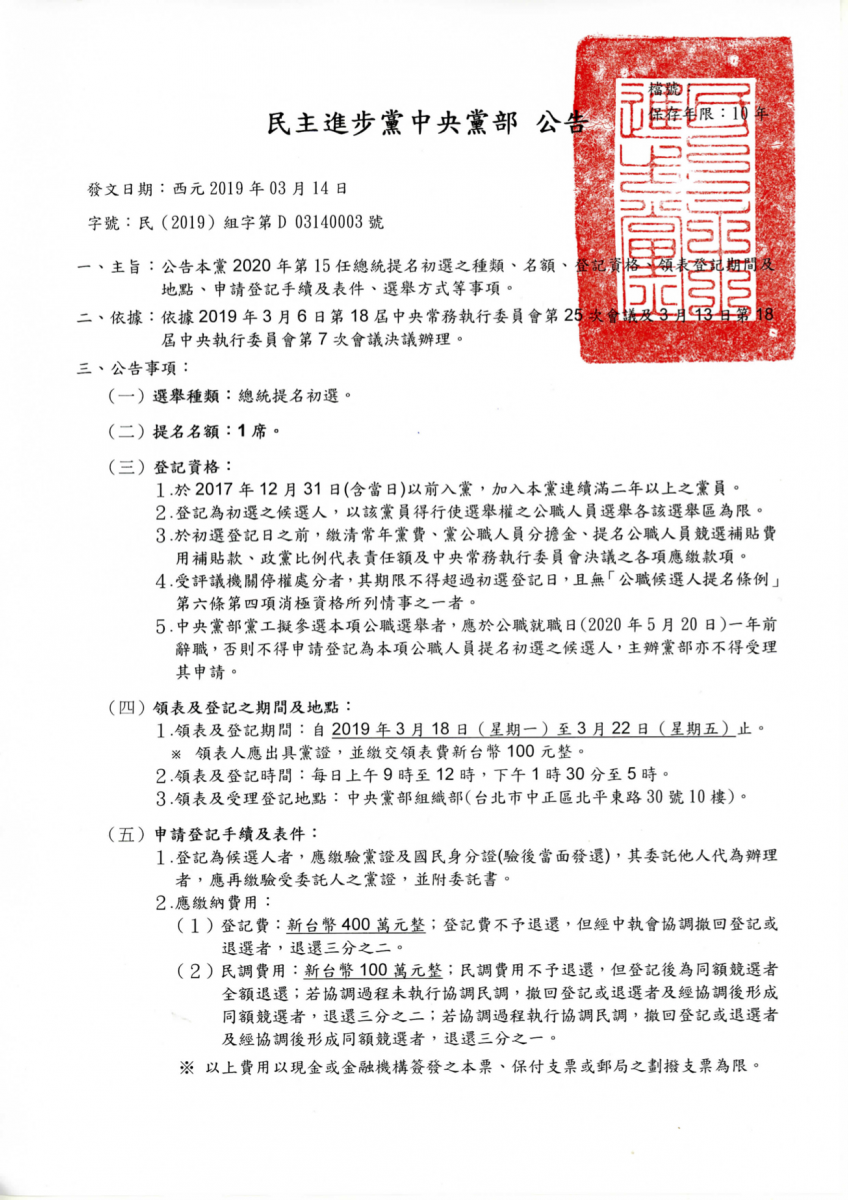 檔號：
保存年限：10 年
民主進步黨中央黨部 公告
發文日期：西元 2019 年 03 月 14 日
字號：民（2019）組字第 D 03140003 號
一、主旨：公告本黨 2020 年第 15 任總統提名初選之種類、名額、登記資格、領表登記期間及
地點、申請登記手續及表件、選舉方式等事項。
二、依據：依據 2019 年 3 月 6 日第 18 屆中央常務執行委員會第 25 次會議及 3 月 13 日第 18
屆中央執行委員會第 7 次會議決議辦理。
三、公告事項：
（一）選舉種類：總統提名初選。
（二）提名名額：1 席。
（三）登記資格：
1.於 2017 年 12 月 31 日(含當日)以前入黨，加入本黨連續滿二年以上之黨員。
2.登記為初選之候選人，以該黨員得行使選舉權之公職人員選舉各該選舉區為限。
3.於初選登記日之前，繳清常年黨費、黨公職人員分擔金、提名公職人員競選補貼費
用補貼款、政黨比例代表責任額及中央常務執行委員會決議之各項應繳款項。
4.受評議機關停權處分者，其期限不得超過初選登記日，且無「公職候選人提名條例」
第六條第四項消極資格所列情事之一者。
5.中央黨部黨工擬參選本項公職選舉者，應於公職就職日(2020 年 5 月 20 日)一年前
辭職，否則不得申請登記為本項公職人員提名初選之候選人，主辦黨部亦不得受理
其申請。
（四）領表及登記之期間及地點：
1.領表及登記期間：自 2019 年 3 月 18 日（星期一）至 3 月 22 日（星期五）止。
※ 領表人應出具黨證，並繳交領表費新台幣 100 元整。
2.領表及登記時間：每日上午 9 時至 12 時，下午 1 時 30 分至 5 時。
3.領表及受理登記地點：中央黨部組織部(台北市中正區北平東路 30 號 10 樓)。
（五）申請登記手續及表件：
1.登記為候選人者，應繳驗黨證及國民身分證(驗後當面發還)，其委託他人代為辦理
者，應再繳驗受委託人之黨證，並附委託書。
2.應繳納費用：
（1）登記費：新台幣 400 萬元整；登記費不予退還，但經中執會協調撤回登記或
退選者，退還三分之二。
（2）民調費用：新台幣 100 萬元整；民調費用不予退還，但登記後為同額競選者
全額退還；若協調過程未執行協調民調，撤回登記或退選者及經協調後形成
同額競選者，退還三分之二；若協調過程執行協調民調，撤回登記或退選者
及經協調後形成同額競選者，退還三分之一。
※ 以上費用以現金或金融機構簽發之本票、保付支票或郵局之劃撥支票為限。